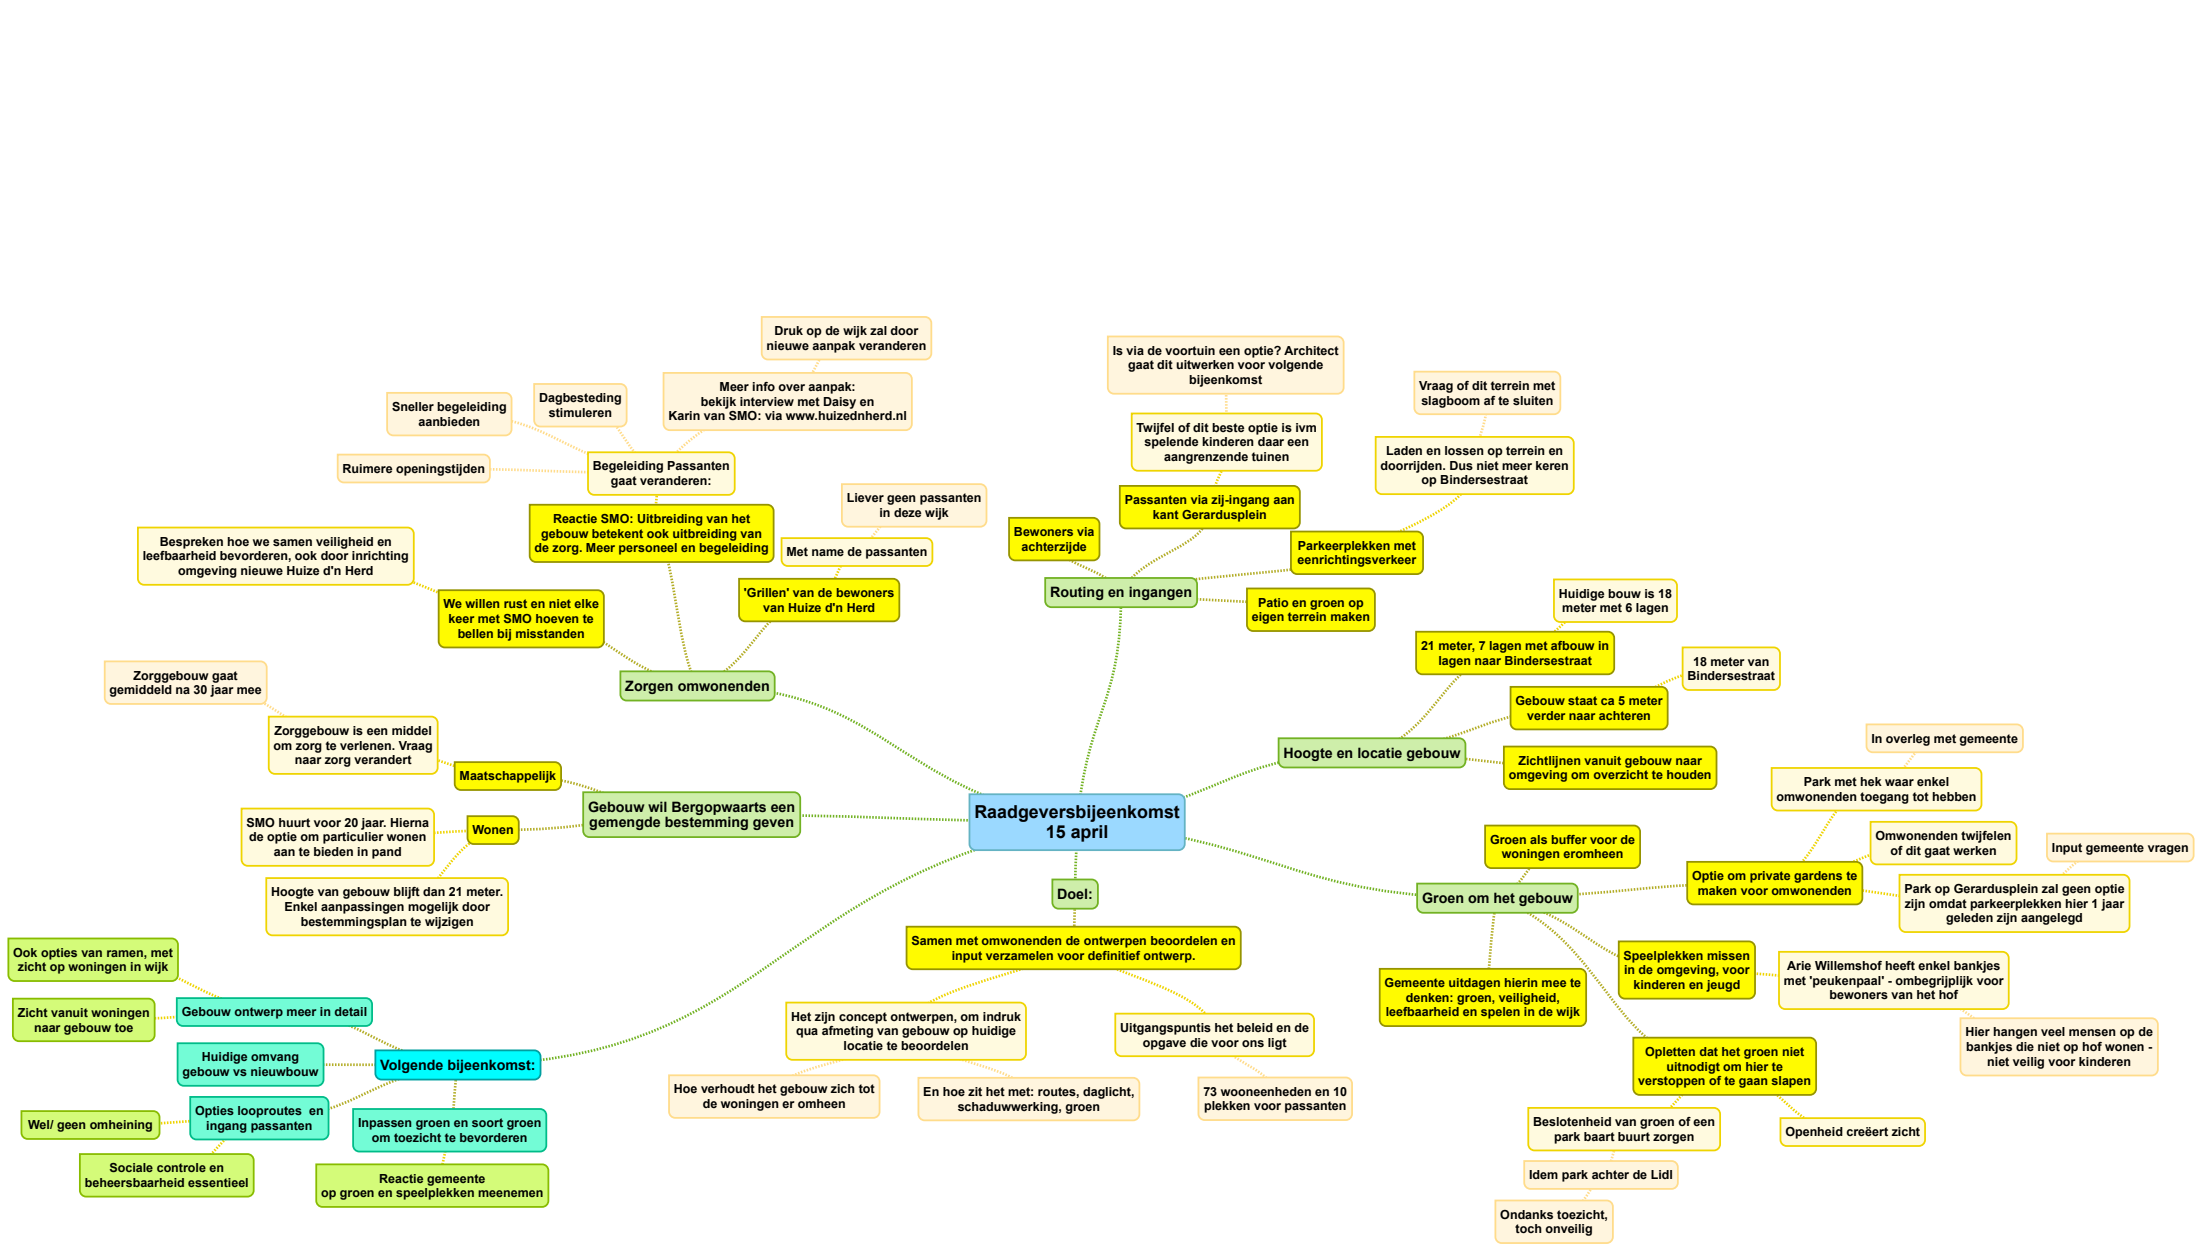 Raadgeversbijeenkomst
15 april
Zorgen omwonenden
We willen rust en niet elke
keer met SMO hoeven te
bellen bij misstanden
Bespreken hoe we samen veiligheid en
leefbaarheid bevorderen, ook door inrichting
omgeving nieuwe Huize d'n Herd
Reactie SMO: Uitbreiding van het
gebouw betekent ook uitbreiding van
de zorg. Meer personeel en begeleiding
Begeleiding Passanten
gaat veranderen:
Ruimere openingstijden
Sneller begeleiding
aanbieden
Dagbesteding
stimuleren
Meer info over aanpak:
bekijk interview met Daisy en
Karin van SMO: via www.huizednherd.nl
Druk op de wijk zal door
nieuwe aanpak veranderen
'Grillen' van de bewoners
van Huize d'n Herd
Met name de passanten
Liever geen passanten
in deze wijk
Routing en ingangen
Bewoners via
achterzijde
Passanten via zij-ingang aan
kant Gerardusplein
Twijfel of dit beste optie is ivm
spelende kinderen daar een
aangrenzende tuinen
Is via de voortuin een optie? Architect
gaat dit uitwerken voor volgende
bijeenkomst
Parkeerplekken met
eenrichtingsverkeer
Laden en lossen op terrein en
doorrijden. Dus niet meer keren
op Bindersestraat
Vraag of dit terrein met
slagboom af te sluiten
Patio en groen op
eigen terrein maken
Hoogte en locatie gebouw
21 meter, 7 lagen met afbouw in
lagen naar Bindersestraat
Huidige bouw is 18
meter met 6 lagen
Gebouw staat ca 5 meter
verder naar achteren
18 meter van
Bindersestraat
Zichtlijnen vanuit gebouw naar
omgeving om overzicht te houden
Groen om het gebouw
Groen als buffer voor de
woningen eromheen
Optie om private gardens te
maken voor omwonenden
Park met hek waar enkel
omwonenden toegang tot hebben
In overleg met gemeente
Omwonenden twijfelen
of dit gaat werken
Park op Gerardusplein zal geen optie
zijn omdat parkeerplekken hier 1 jaar
geleden zijn aangelegd
Input gemeente vragen
Speelplekken missen
in de omgeving, voor
kinderen en jeugd
Arie Willemshof heeft enkel bankjes
met 'peukenpaal' - ombegrijplijk voor
bewoners van het hof
Hier hangen veel mensen op de
bankjes die niet op hof wonen -
niet veilig voor kinderen
Opletten dat het groen niet
uitnodigt om hier te
verstoppen of te gaan slapen
Openheid creëert zicht
Beslotenheid van groen of een
park baart buurt zorgen
Idem park achter de Lidl
Ondanks toezicht,
toch onveilig
Gemeente uitdagen hierin mee te
denken: groen, veiligheid,
leefbaarheid en spelen in de wijk
Doel:
Samen met omwonenden de ontwerpen beoordelen en
input verzamelen voor definitief ontwerp.
Het zijn concept ontwerpen, om indruk
qua afmeting van gebouw op huidige
locatie te beoordelen
Hoe verhoudt het gebouw zich tot
de woningen er omheen
En hoe zit het met: routes, daglicht,
schaduwwerking, groen
Uitgangspuntis het beleid en de
opgave die voor ons ligt
73 wooneenheden en 10
plekken voor passanten
Gebouw wil Bergopwaarts een
gemengde bestemming geven
Maatschappelijk
Zorggebouw is een middel
om zorg te verlenen. Vraag
naar zorg verandert
Zorggebouw gaat
gemiddeld na 30 jaar mee
Wonen
SMO huurt voor 20 jaar. Hierna
de optie om particulier wonen
aan te bieden in pand
Hoogte van gebouw blijft dan 21 meter.
Enkel aanpassingen mogelijk door
bestemmingsplan te wijzigen
Volgende bijeenkomst:
Gebouw ontwerp meer in detail
Ook opties van ramen, met
zicht op woningen in wijk
Zicht vanuit woningen
naar gebouw toe
Huidige omvang
gebouw vs nieuwbouw
Opties looproutes en
ingang passanten
Wel/ geen omheining
Sociale controle en
beheersbaarheid essentieel
Inpassen groen en soort groen
om toezicht te bevorderen
Reactie gemeente
op groen en speelplekken meenemen